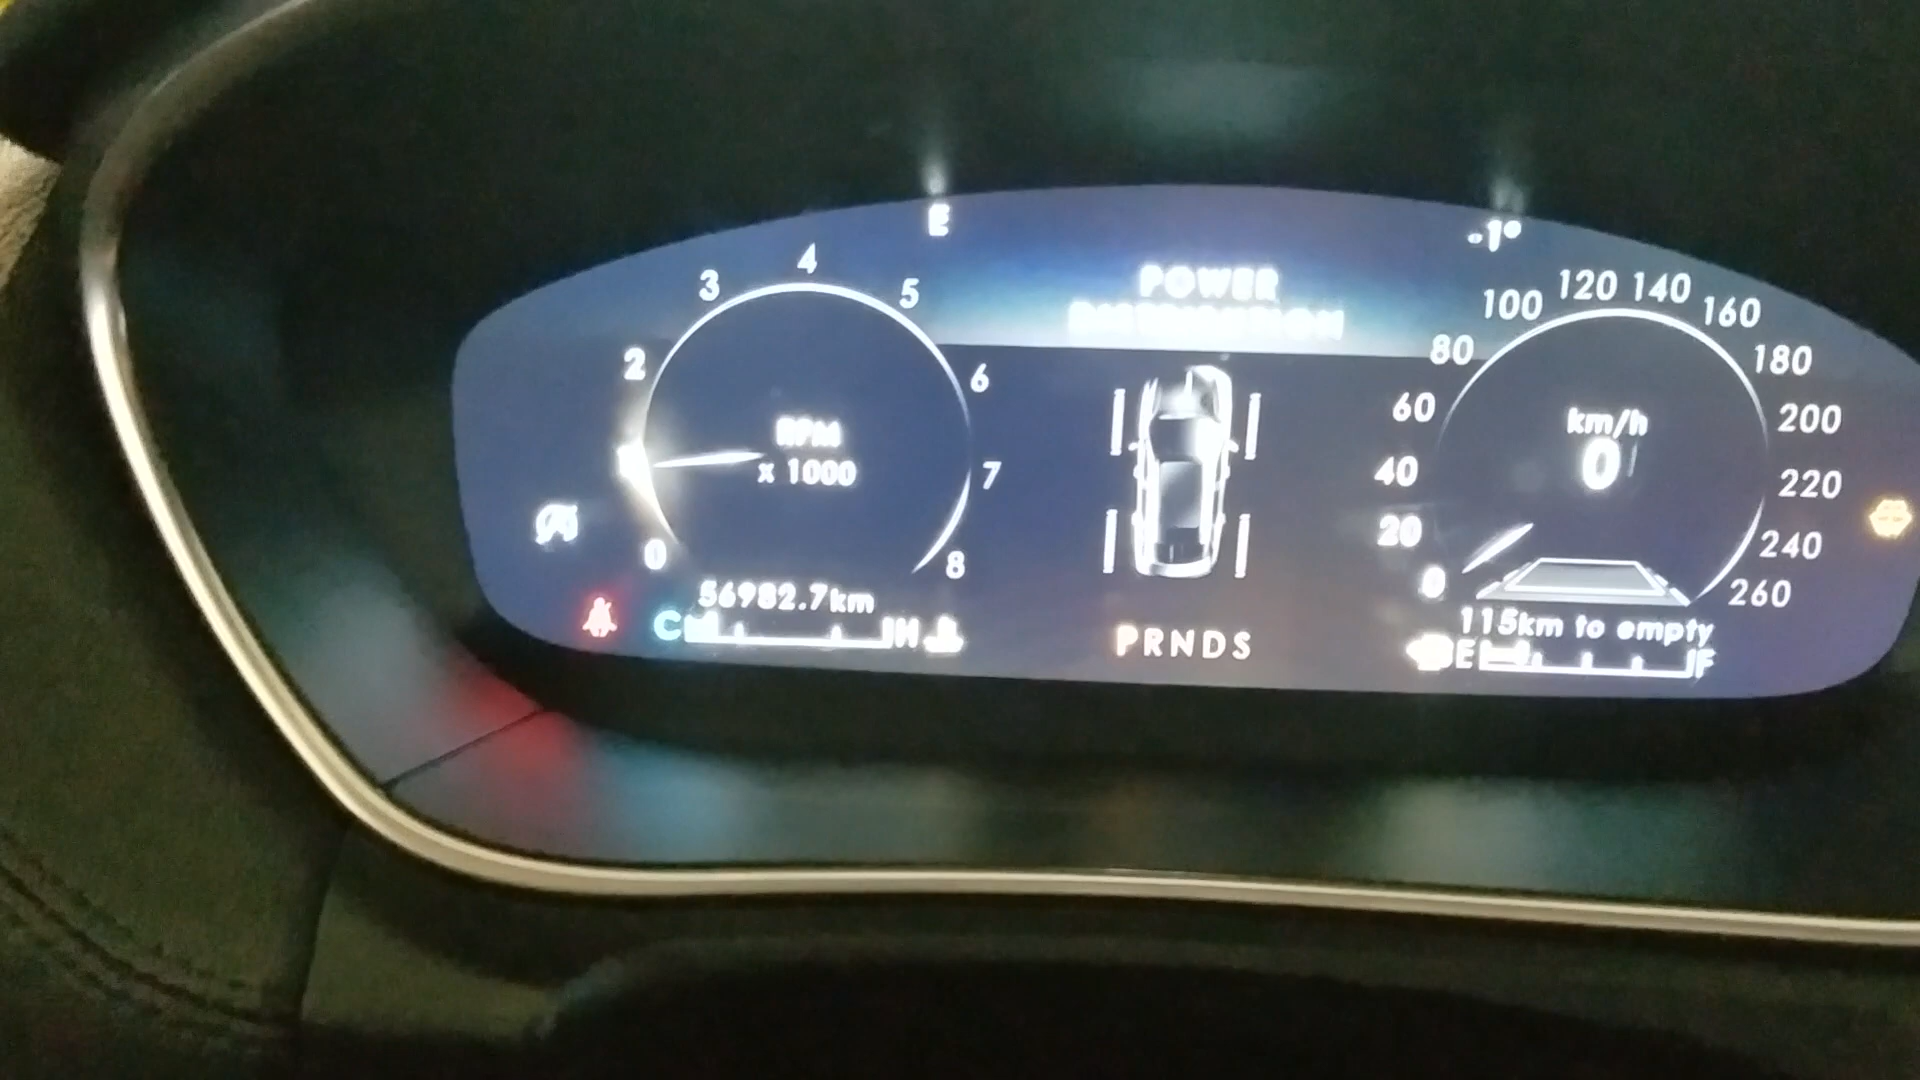 E
-1°
POWER
DISTRIBUTION
0 2 3 4 5 6 7 8
RPM
x 1000
0 20 40 60 80 100 120 140 160 180 200 220 240 260
km/h
0
56982.7km
C H
PRNDS
115km to empty
E F